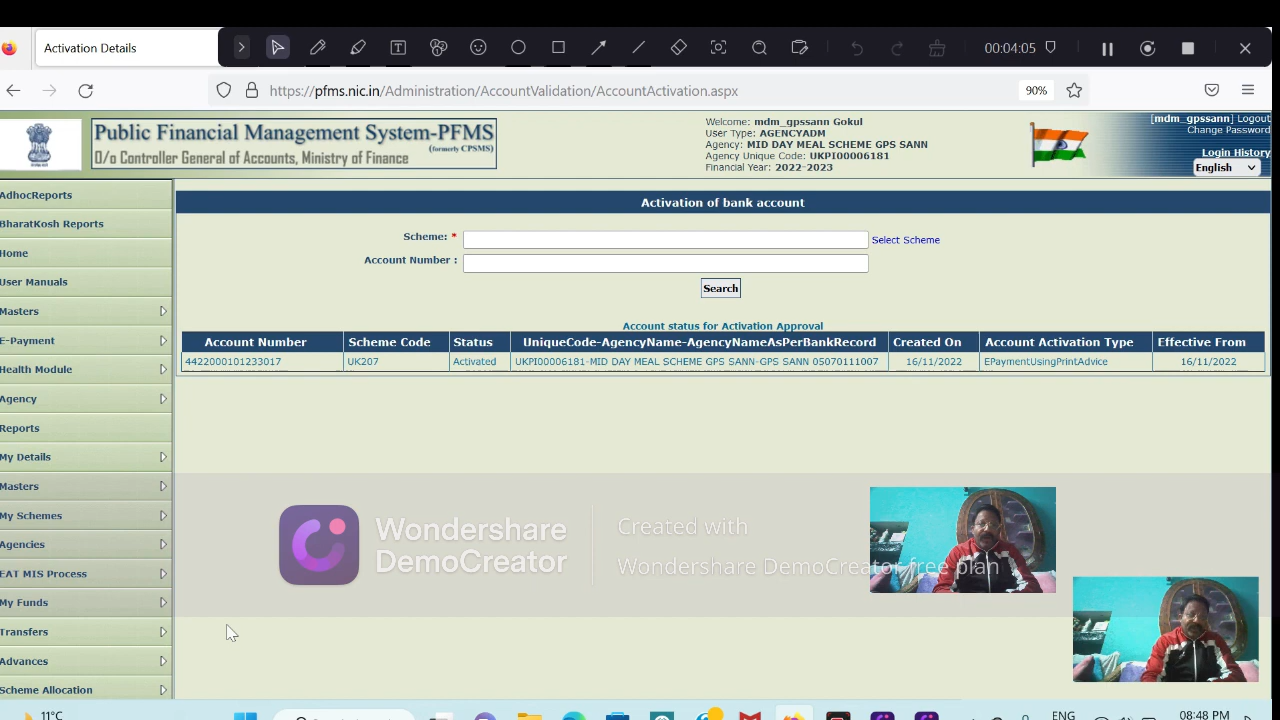 Activation Details
00:04:05
https://pfms.nic.in/Administration/AccountValidation/AccountActivation.aspx
90%
Public Financial Management System-PFMS
(formerly CPSMS)
O/o Controller General of Accounts, Ministry of Finance
Welcome: mdm_gpssann Gokul
User Type: AGENCYADM
Agency: MID DAY MEAL SCHEME GPS SANN
Agency Unique Code: UKPI00006181
Financial Year: 2022-2023
[mdm_gpssann] Logout
Change Password
Login History
English
AdhocReports
BharatKosh Reports
Home
User Manuals
Masters
E-Payment
Health Module
Agency
Reports
My Details
Masters
My Schemes
Agencies
EAT MIS Process
My Funds
Transfers
Advances
Scheme Allocation
Activation of bank account
Scheme: * Select Scheme
Account Number :
Search
Account status for Activation Approval
Account Number Scheme Code Status UniqueCode-AgencyName-AgencyNameAsPerBankRecord Created On Account Activation Type Effective From
4422000101233017 UK207 Activated UKPI00006181-MID DAY MEAL SCHEME GPS SANN-GPS SANN 05070111007 16/11/2022 EPaymentUsingPrintAdvice 16/11/2022
Wondershare
DemoCreator
Created with
Wondershare DemoCreator free plan
11°C
ENG
08:48 PM